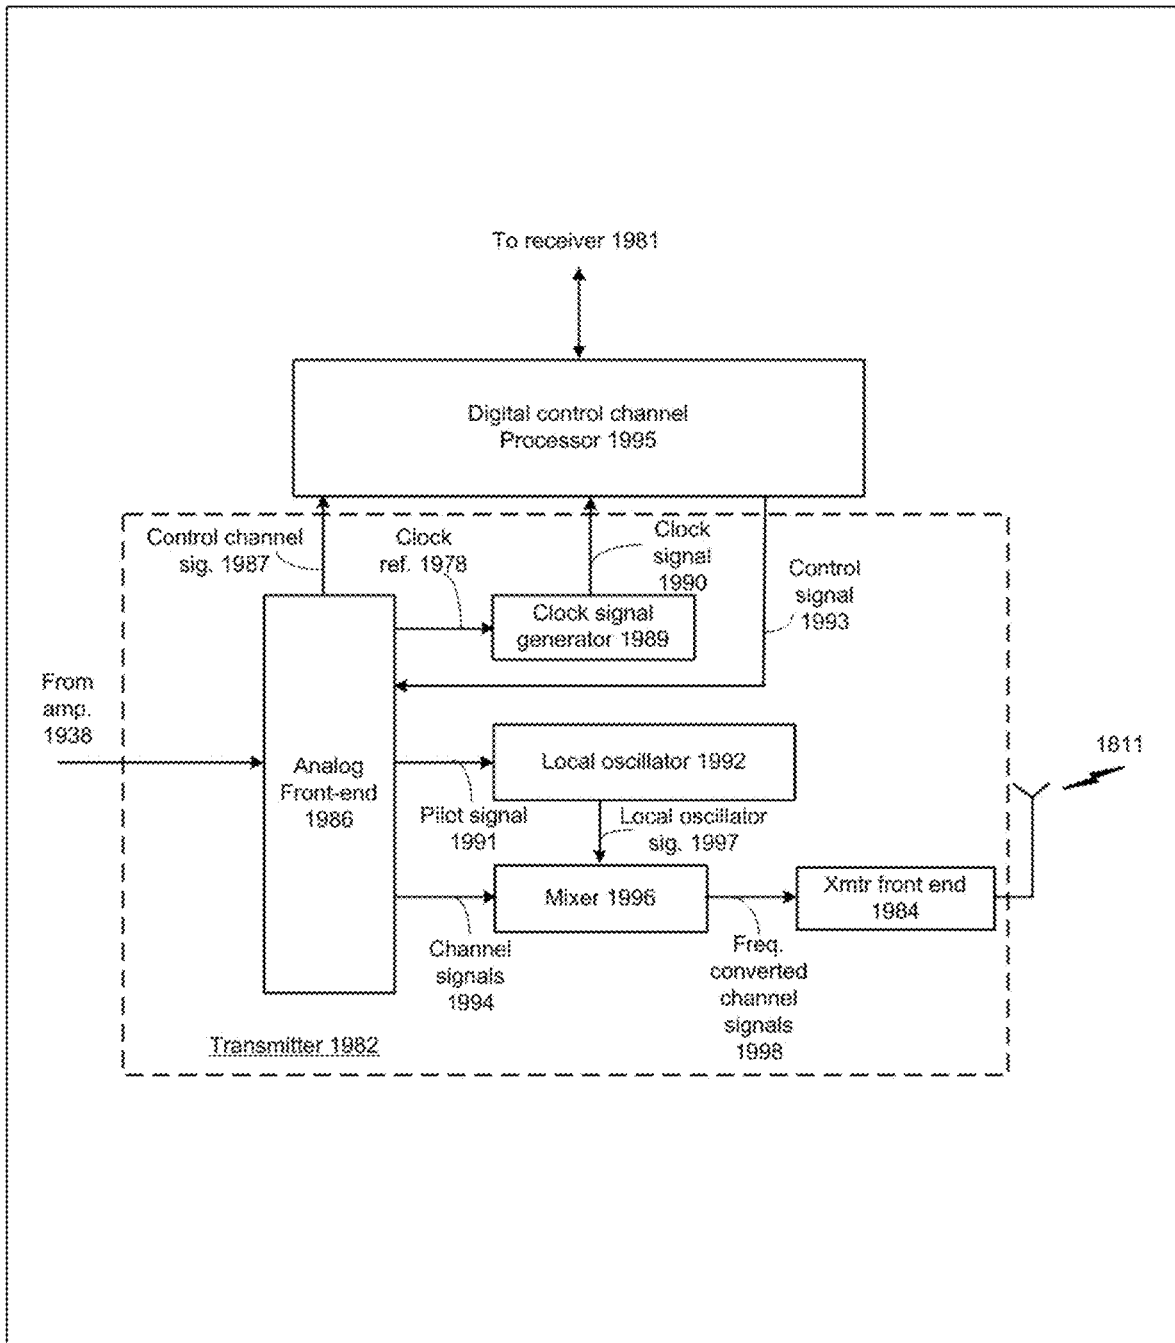 To receiver 1981
Digital control channel
Processor 1995
Control channel
sig. 1987
Clock
ref. 1978
Clock
signal
1990
Control
signal
1993
Clock signal
generator 1989
From
amp.
1938
Analog
Front-end
1986
Local oscillator 1992
1811
Pilot signal
1991
Local oscillator
sig. 1997
Mixer 1996
Xmtr front end
1984
Channel
signals
1994
Freq.
converted
channel
signals
1998
Transmitter 1982